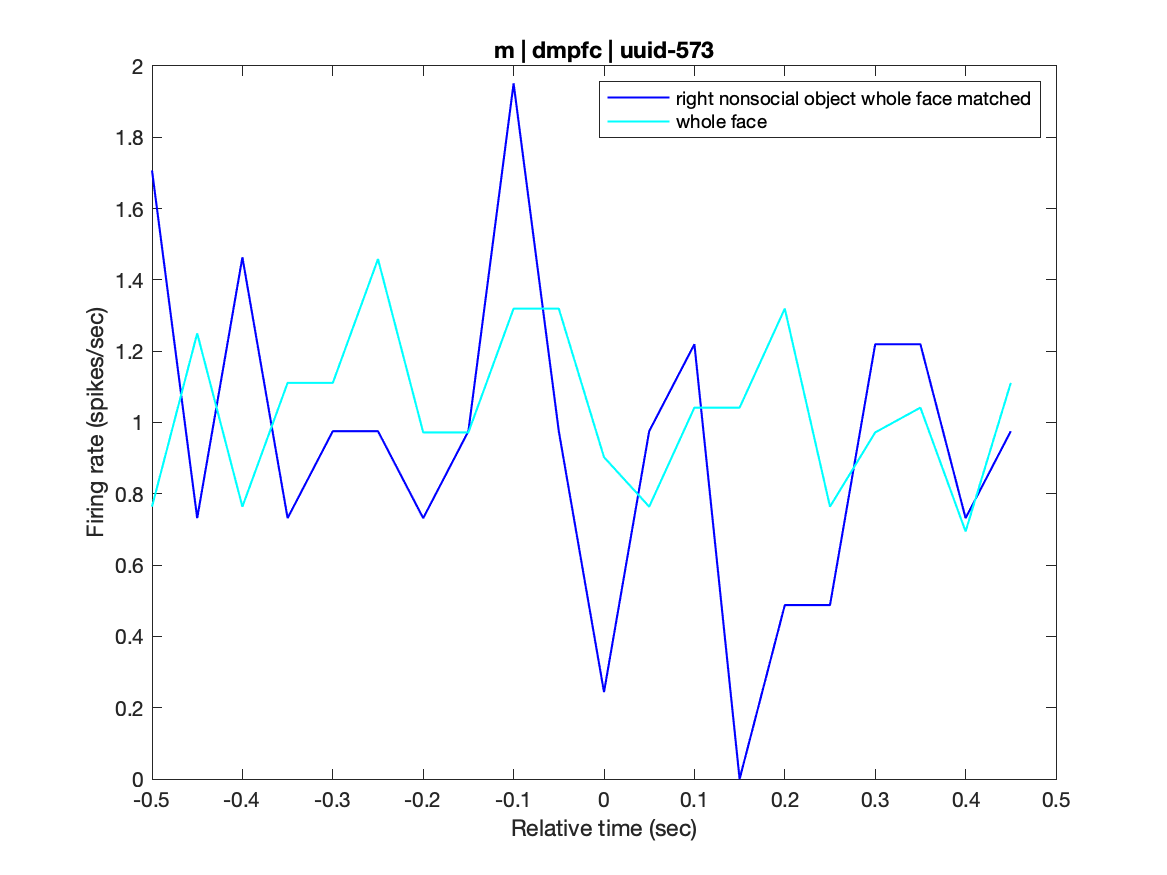 m | dmpfc | uuid-573
right nonsocial object whole face matched
whole face
Firing rate (spikes/sec)
2
1.8
1.6
1.4
1.2
1
0.8
0.6
0.4
0.2
0
-0.5 -0.4 -0.3 -0.2 -0.1 0 0.1 0.2 0.3 0.4 0.5
Relative time (sec)